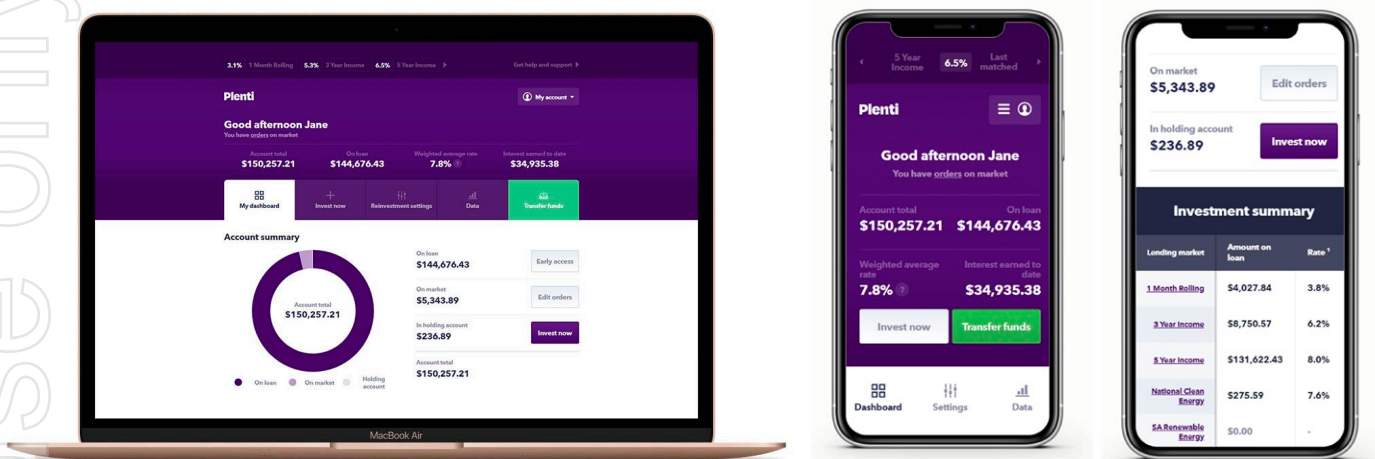 3.1% 1 Month Rolling 5.3% 3 Year Income 6.5% 5 Year Income
Get help and support
Plenti
My account
Good afternoon Jane
You have orders on market
Account total
$150,257.21
On loan
$144,676.43
Weighted average rate
7.8% ?
Interest earned to date
$34,935.38
My dashboard
Invest now
Reinvestment settings
Data
Transfer funds
Account summary
Account total
$150,257.21
On loan
On market
Holding
account
On loan
$144,676.43
Early access
On market
$5,343.89
Edit orders
In holding account
$236.89
Invest now
Account total
$150,257.21
MacBook Air
5 Year
Income
6.5%
Last
matched
Plenti
Good afternoon Jane
You have orders on market
Account total
$150,257.21
On loan
$144,676.43
Weighted average
rate
7.8% ?
Interest earned to
date
$34,935.38
Invest now
Transfer funds
Dashboard
Settings
Data
On market
$5,343.89
Edit orders
In holding account
$236.89
Invest now
Investment summary
Lending market
Amount on
loan
Rate 1
1 Month Rolling
$4,027.84
3.8%
3 Year Income
$8,750.57
6.2%
5 Year Income
$131,622.43
8.0%
National Clean
Energy
$275.59
7.6%
SA Renewable
Energy
$0.00
-